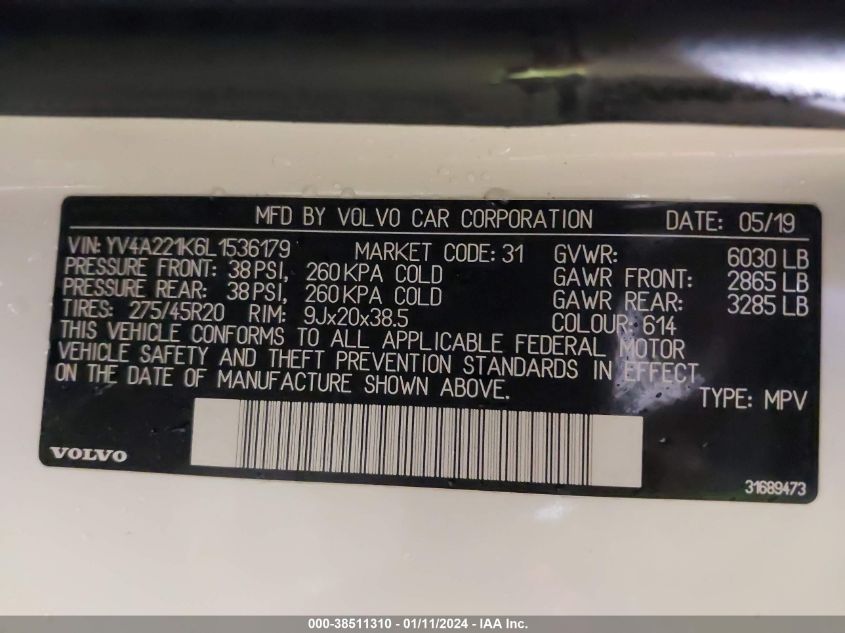 MFD BY VOLVO CAR CORPORATION DATE: 05/19
VIN: YV4A221K6L1536179 MARKET CODE: 31 GVWR: 6030 LB
PRESSURE FRONT: 38 PSI, 260 KPA COLD GAWR FRONT: 2865 LB
PRESSURE REAR: 38 PSI, 260 KPA COLD GAWR REAR: 3285 LB
TIRES: 275/45R20 RIM: 9Jx20x38.5 COLOUR: 614
THIS VEHICLE CONFORMS TO ALL APPLICABLE FEDERAL MOTOR
VEHICLE SAFETY AND THEFT PREVENTION STANDARDS IN EFFECT
ON THE DATE OF MANUFACTURE SHOWN ABOVE.
TYPE: MPV
VOLVO
31689473
000-38511310 - 01/11/2024 - IAA Inc.